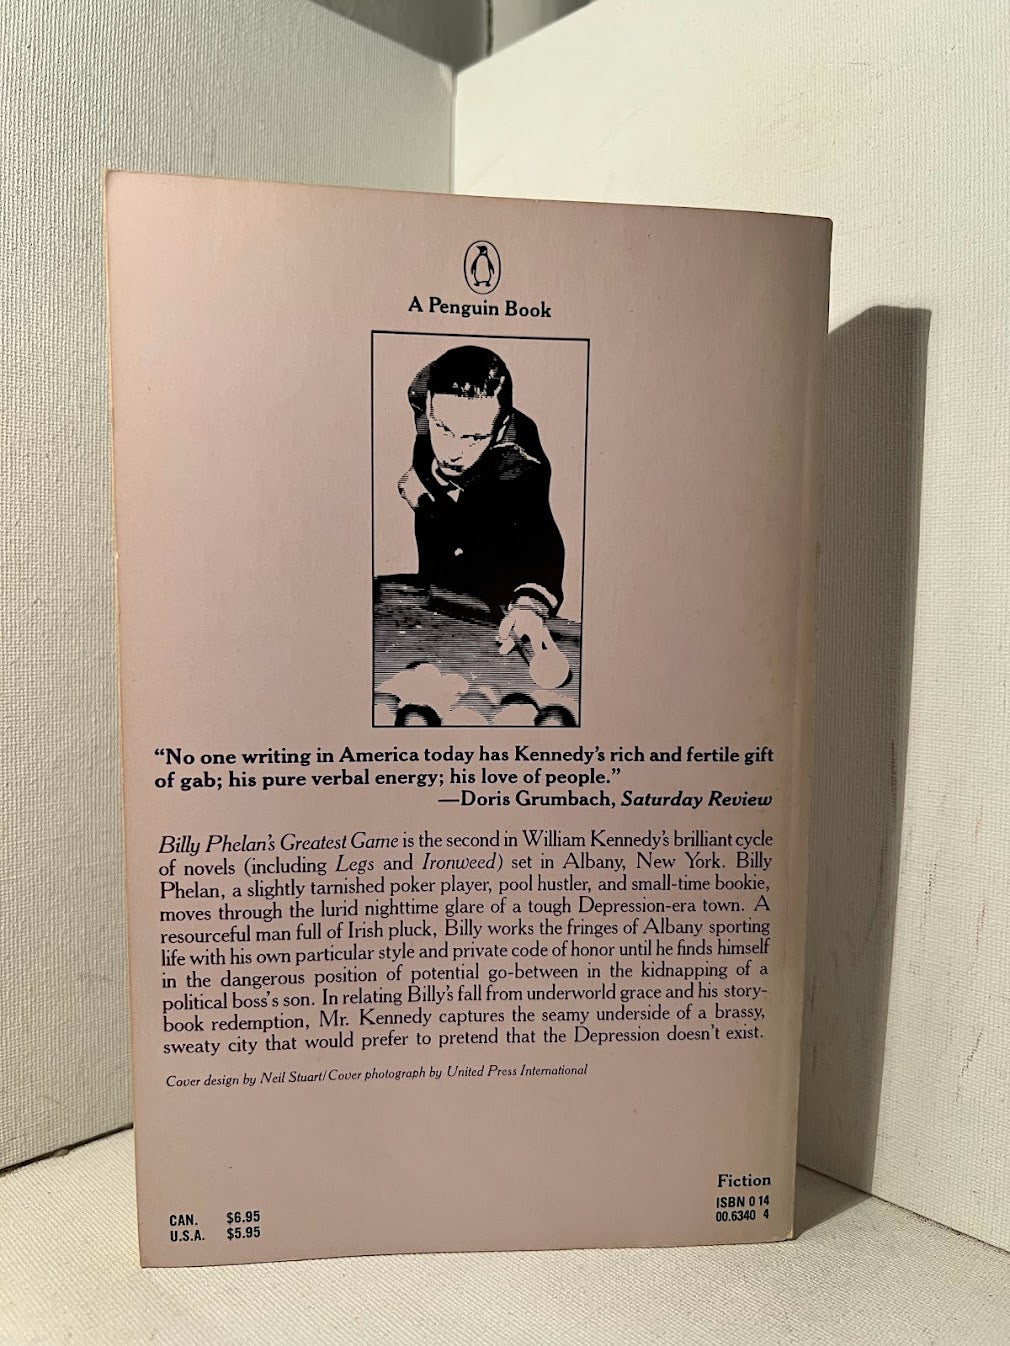 A Penguin Book
“No one writing in America today has Kennedy’s rich and fertile gift
of gab; his pure verbal energy; his love of people.”
—Doris Grumbach, Saturday Review
Billy Phelan’s Greatest Game is the second in William Kennedy’s brilliant cycle
of novels (including Legs and Ironweed) set in Albany, New York. Billy
Phelan, a slightly tarnished poker player, pool hustler, and small-time bookie,
moves through the lurid nighttime glare of a tough Depression-era town. A
resourceful man full of Irish pluck, Billy works the fringes of Albany sporting
life with his own particular style and private code of honor until he finds himself
in the dangerous position of potential go-between in the kidnapping of a
political boss’s son. In relating Billy’s fall from underworld grace and his story-
book redemption, Mr. Kennedy captures the seamy underside of a brassy,
sweaty city that would prefer to pretend that the Depression doesn’t exist.
Cover design by Neil Stuart/Cover photograph by United Press International
Fiction
ISBN 0 14
00.6340 4
CAN. $6.95
U.S.A. $5.95